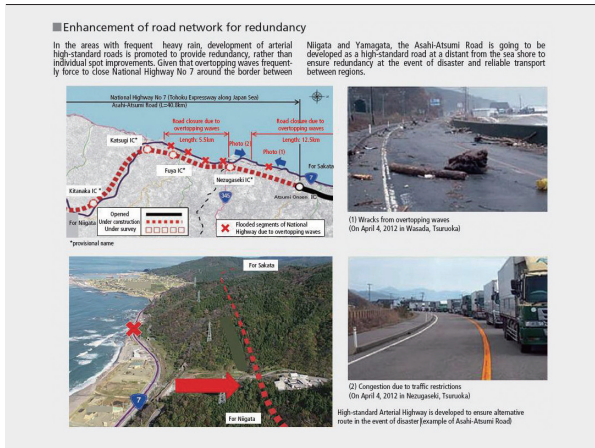 Enhancement of road network for redundancy
In the areas with frequent heavy rain, development of arterial
high-standard roads is promoted to provide redundancy, rather than
individual spot improvements. Given that overtopping waves frequent-
ly force to close National Highway No 7 around the border between
Niigata and Yamagata, the Asahi-Atsumi Road is going to be
developed as a high-standard road at a distant from the sea shore to
ensure redundancy at the event of disaster and reliable transport
between regions.
National Highway No 7 (Tohoku Expressway along Japan Sea)
Asahi-Atsumi Road (L=40.8km)
Road closure due to
overtopping waves
Length: 5.5km
Road closure due to
overtopping waves
Length: 12.5km
Katsugi IC*
Photo (2)
Photo (1)
For Sakata
Fuya IC*
Nezugaseki IC*
7
Kitanaka IC*
345
Atsumi Onsen IC
For Niigata
Opened
Under construction
Under survey
Flooded segments of National
Highway due to overtopping waves
*provisional name
(1) Wracks from overtopping waves
(On April 4, 2012 in Wasada, Tsuruoka)
For Sakata
7
For Niigata
(2) Congestion due to traffic restrictions
(On April 4, 2012 in Nezugaseki, Tsuruoka)
High-standard Arterial Highway is developed to ensure alternative
route in the event of disaster [example of Asahi-Atsumi Road)